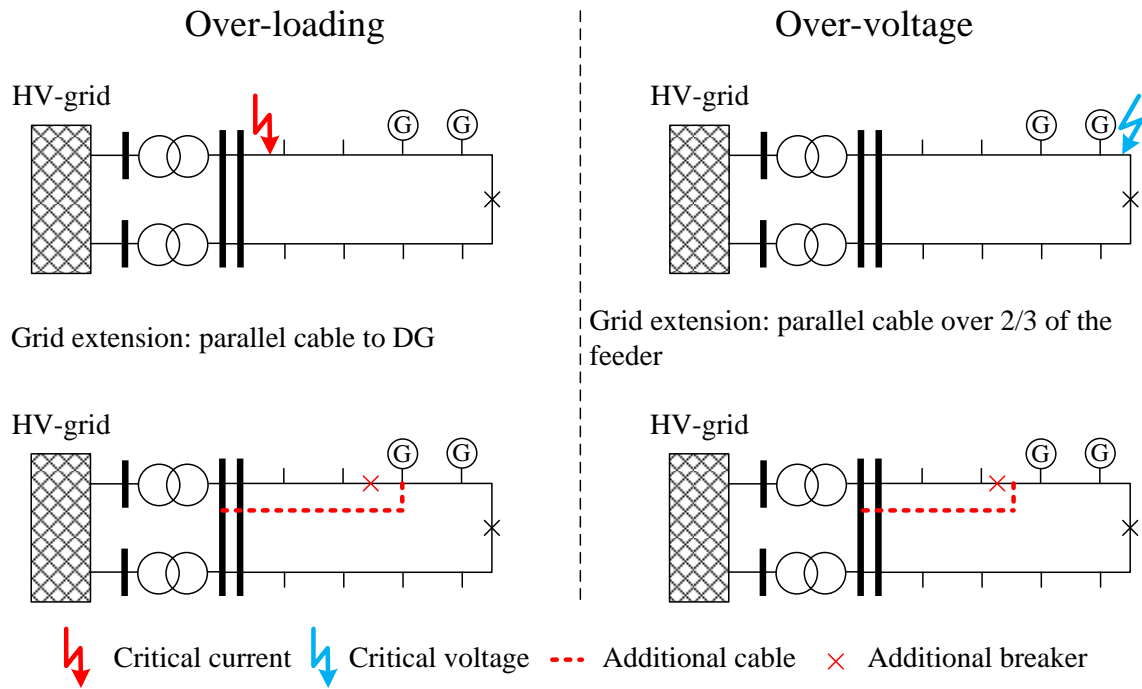 Over-loading
Over-voltage
HV-grid
G
G
HV-grid
G
G
Grid extension: parallel cable to DG
Grid extension: parallel cable over 2/3 of the
feeder
HV-grid
G
G
HV-grid
G
G
Critical current
Critical voltage
Additional cable
Additional breaker